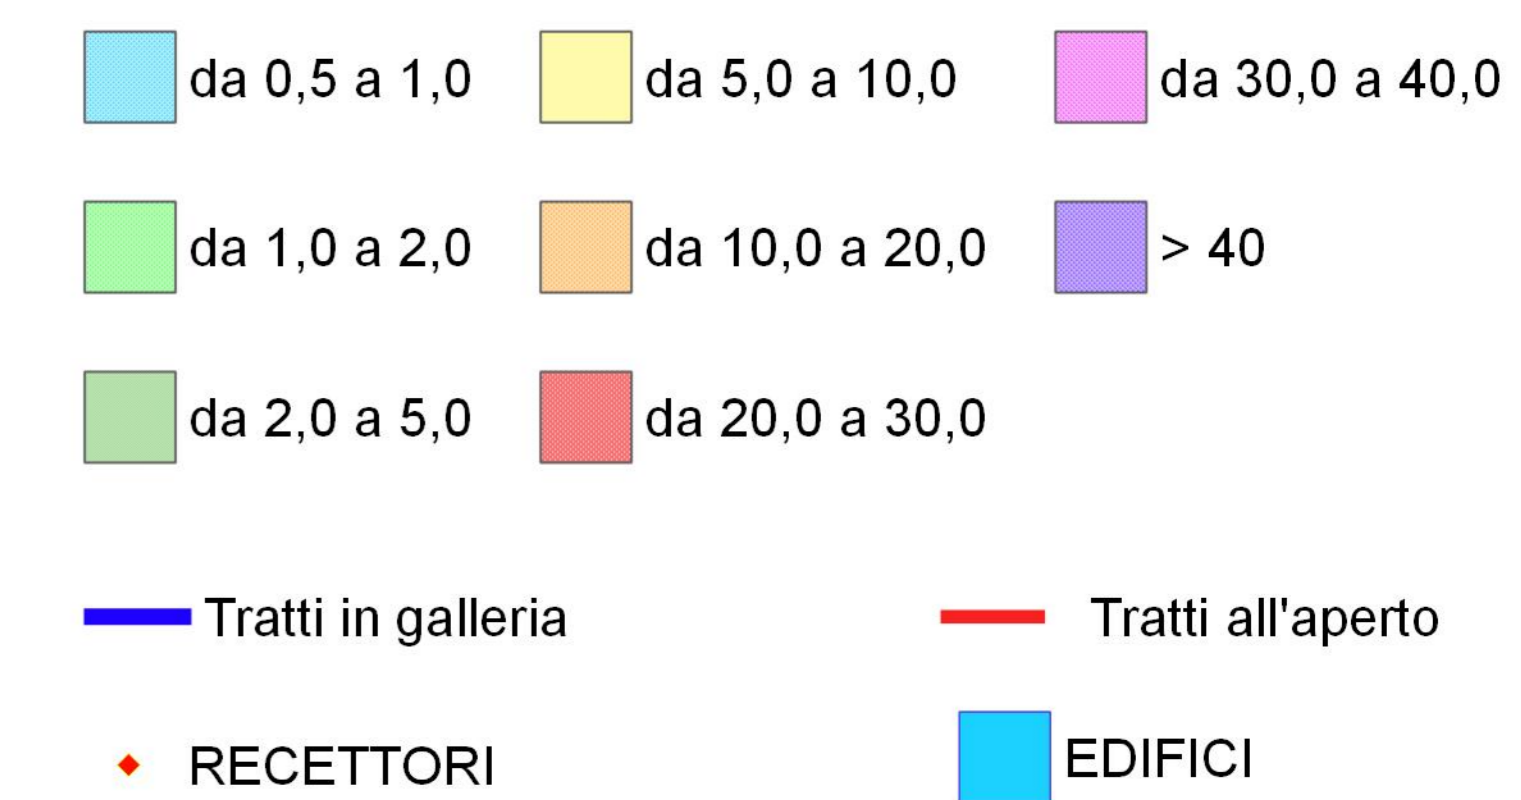 da 0,5 a 1,0
da 5,0 a 10,0
da 30,0 a 40,0
da 1,0 a 2,0
da 10,0 a 20,0
> 40
da 2,0 a 5,0
da 20,0 a 30,0
Tratti in galleria
Tratti all'aperto
RECETTORI
EDIFICI